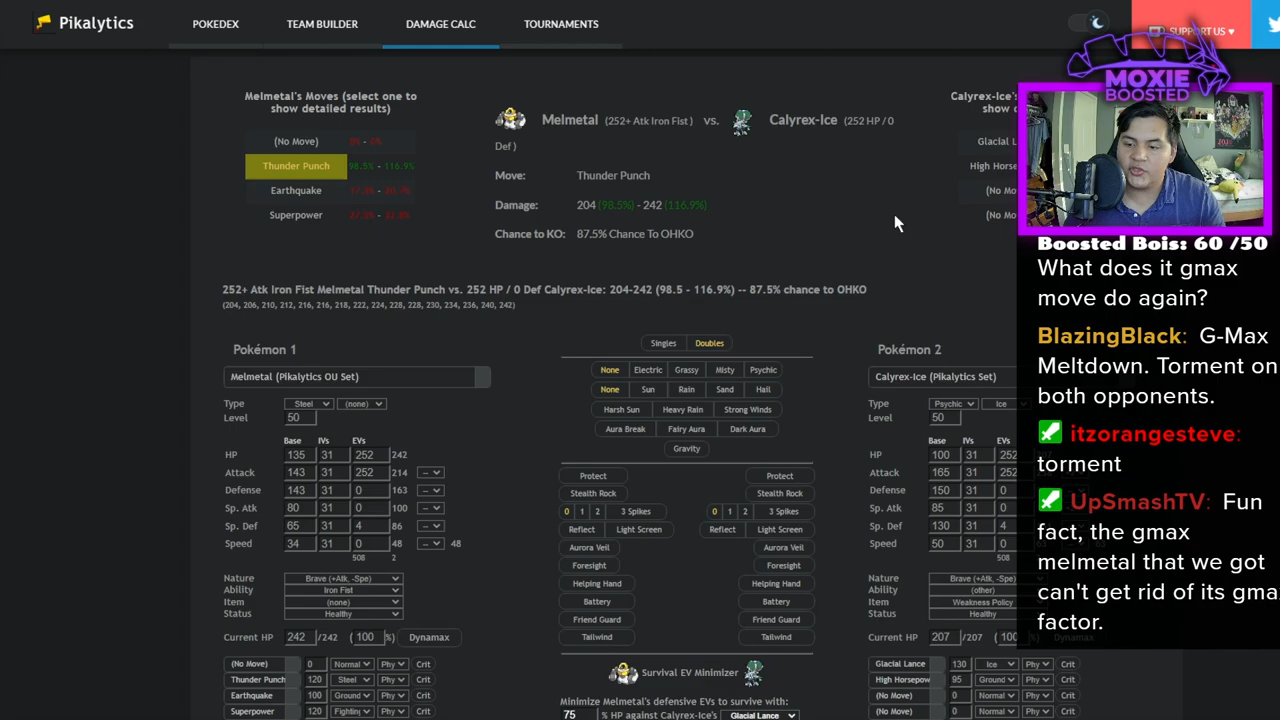 Pikalytics
POKEDEX TEAM BUILDER DAMAGE CALC TOURNAMENTS
SUPPORT US ♥
MOXIE
BOOSTED
Melmetal's Moves (select one to
show detailed results)
(No Move)
Thunder Punch 98.5% - 116.9%
Earthquake
Superpower
Melmetal (252+ Atk Iron Fist ) vs. Calyrex-Ice (252 HP / 0
Def )
Move: Thunder Punch
Damage: 204 (98.5%) - 242 (116.9%)
Chance to KO: 87.5% Chance To OHKO
Calyrex-Ice's
Glacial L
High Horsep
(No Mo
(No Mo
252+ Atk Iron Fist Melmetal Thunder Punch vs. 252 HP / 0 Def Calyrex-Ice: 204-242 (98.5 - 116.9%) -- 87.5% chance to OHKO
(204, 206, 210, 212, 216, 216, 218, 222, 224, 228, 228, 230, 234, 236, 240, 242)
Pokémon 1
Melmetal (Pikalytics OU Set)
Type Steel (none)
Level 50
Base IVs EVs
HP 135 31 252 242
Attack 143 31 252 214 --
Defense 143 31 0 163 --
Sp. Atk 80 31 0 100 --
Sp. Def 65 31 4 86 --
Speed 34 31 0 48 -- 48
508 2
Nature Brave (+Atk, -Spe)
Ability Iron Fist
Item (none)
Status Healthy
Current HP 242 /242 ( 100 %) Dynamax
(No Move) 0 Normal Phy Crit
Thunder Punch 120 Steel Phy Crit
Earthquake 100 Ground Phy Crit
Superpower 120 Fighting Phy Crit
Singles Doubles
None Electric Grassy Misty Psychic
None Sun Rain Sand Hail
Harsh Sun Heavy Rain Strong Winds
Aura Break Fairy Aura Dark Aura
Gravity
Protect Protect
Stealth Rock Stealth Rock
0 1 2 3 Spikes 0 1 2 3 Spikes
Reflect Light Screen Reflect Light Screen
Aurora Veil Aurora Veil
Foresight Foresight
Helping Hand Helping Hand
Battery Battery
Friend Guard Friend Guard
Tailwind Tailwind
Survival EV Minimizer
Minimize Melmetal's defensive EVs to survive with:
75 % HP against Calyrex-Ice's Glacial Lance
Pokémon 2
Calyrex-Ice (Pikalytics Set)
Type Psychic Ice
Level 50
Base IVs EVs
HP 100 31 252
Attack 165 31 252
Defense 150 31 0
Sp. Atk 85 31 0
Sp. Def 130 31 4
Speed 50 31 0
508
Nature Brave (+Atk, -Spe)
Ability (other)
Item Weakness Policy
Status Healthy
Current HP 207 /207 ( 100 %)
Glacial Lance 130 Ice Phy Crit
High Horsepow 95 Ground Phy Crit
(No Move) 0 Normal Phy Crit
(No Move) 0 Normal Phy Crit
Boosted Bois: 60 /50
What does it gmax
move do again?
BlazingBlack: G-Max
Meltdown. Torment on
both opponents.
itzorangesteve:
torment
UpSmashTV: Fun
fact, the gmax
melmetal that we got
can't get rid of its gma
factor.